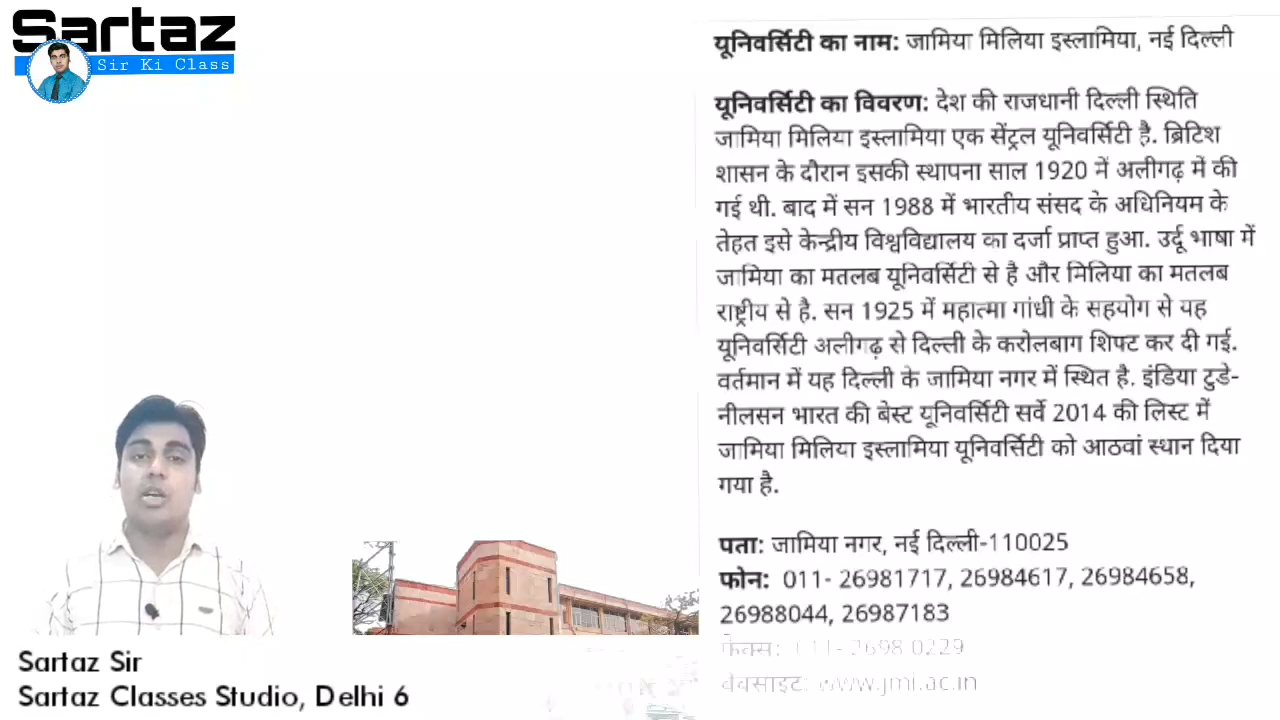 Sartaz
Sir Ki Class
यूनिवर्सिटी का नाम: जामिया मिलिया इस्लामिया, नई दिल्ली
यूनिवर्सिटी का विवरण: देश की राजधानी दिल्ली स्थिति
जामिया मिलिया इस्लामिया एक सेंट्रल यूनिवर्सिटी है. ब्रिटिश
शासन के दौरान इसकी स्थापना साल 1920 में अलीगढ़ में की
गई थी. बाद में सन 1988 में भारतीय संसद के अधिनियम के
तेहत इसे केन्द्रीय विश्वविद्यालय का दर्जा प्राप्त हुआ. उर्दू भाषा में
जामिया का मतलब यूनिवर्सिटी से है और मिलिया का मतलब
राष्ट्रीय से है. सन 1925 में महात्मा गांधी के सहयोग से यह
यूनिवर्सिटी अलीगढ़ से दिल्ली के करोलबाग शिफ्ट कर दी गई.
वर्तमान में यह दिल्ली के जामिया नगर में स्थित है. इंडिया टुडे-
नीलसन भारत की बेस्ट यूनिवर्सिटी सर्वे 2014 की लिस्ट में
जामिया मिलिया इस्लामिया यूनिवर्सिटी को आठवां स्थान दिया
गया है.
पता: जामिया नगर, नई दिल्ली-110025
फोन: 011- 26981717, 26984617, 26984658,
26988044, 26987183
फेक्स: 011- 2698 0229
वेबसाइट: www.jmi.ac.in
Sartaz Sir
Sartaz Classes Studio, Delhi 6